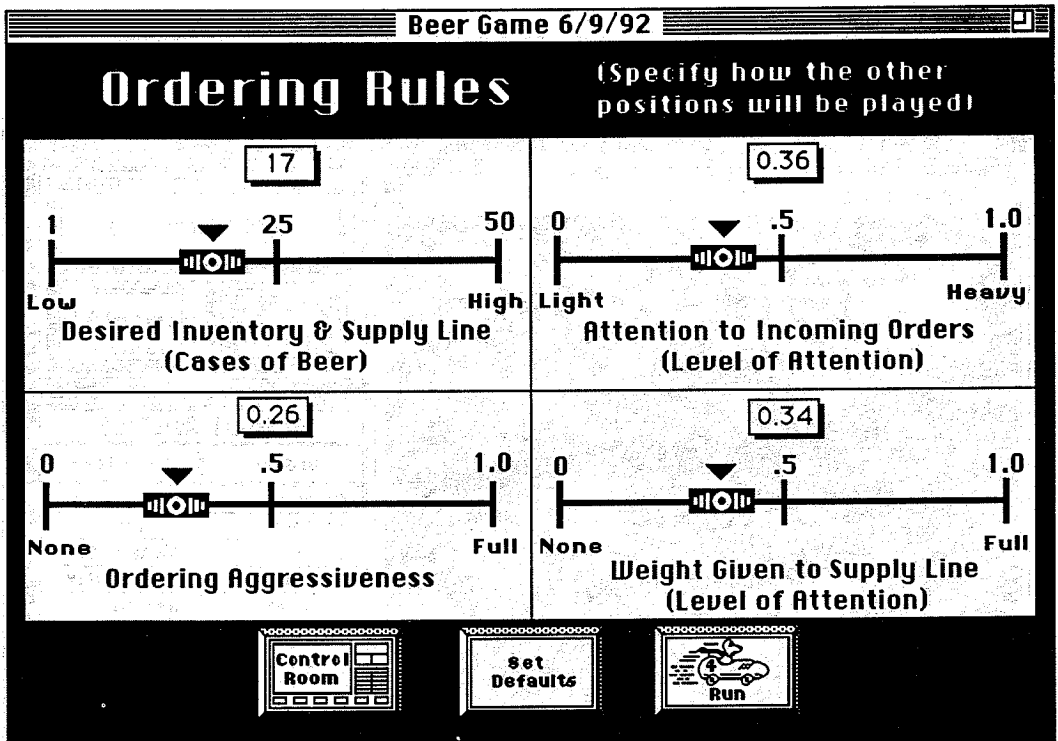 Beer Game 6/9/92
Ordering Rules
(Specify how the other
positions will be played)
17
1
25
50
Low
High
Desired Inventory & Supply Line
(Cases of Beer)
0.36
0
.5
1.0
Light
Heavy
Attention to Incoming Orders
(Level of Attention)
0.26
0
.5
1.0
None
Full
Ordering Aggressiveness
0.34
0
.5
1.0
None
Full
Weight Given to Supply Line
(Level of Attention)
Control
Room
Set
Defaults
4
Run